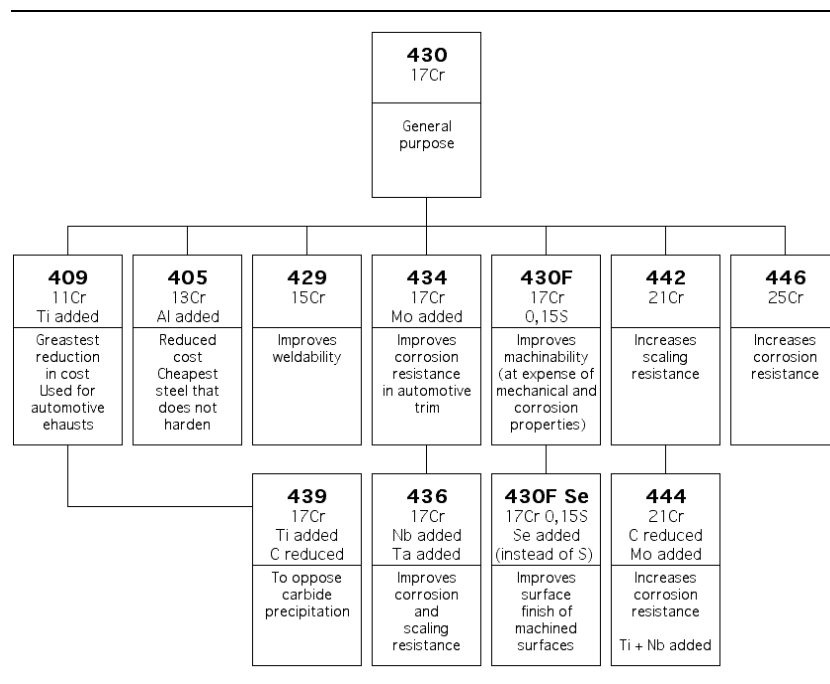 430
17Cr
General
purpose
409
11Cr
Ti added
Greastest
reduction
in cost
Used for
automotive
ehausts
405
13Cr
Al added
Reduced
cost
Cheapest
steel that
does not
harden
429
15Cr
Improves
weldability
434
17Cr
Mo added
Improves
corrosion
resistance
in automotive
trim
430F
17Cr
0,15S
Improves
machinability
(at expense of
mechanical and
corrosion
properties)
442
21Cr
Increases
scaling
resistance
446
25Cr
Increases
corrosion
resistance
439
17Cr
Ti added
C reduced
To oppose
carbide
precipitation
436
17Cr
Nb added
Ta added
Improves
corrosion
and
scaling
resistance
430F Se
17Cr 0,15S
Se added
(instead of S)
Improves
surface
finish of
machined
surfaces
444
21Cr
C reduced
Mo added
Increases
corrosion
resistance
Ti + Nb added